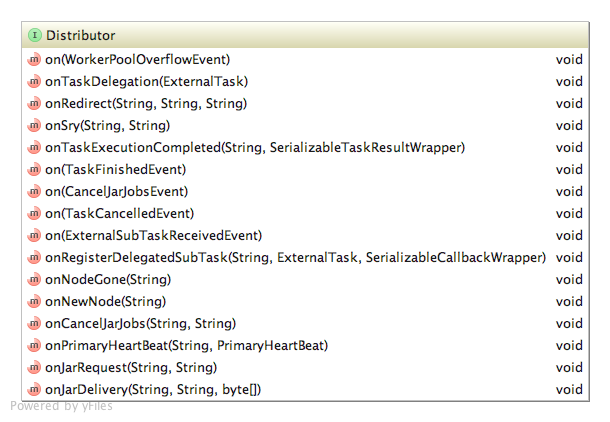 I Distributor
m on(WorkerPoolOverflowEvent) void
m onTaskDelegation(ExternalTask) void
m onRedirect(String, String, String) void
m onSry(String, String) void
m onTaskExecutionCompleted(String, SerializableTaskResultWrapper) void
m on(TaskFinishedEvent) void
m on(CancelJarJobsEvent) void
m on(TaskCancelledEvent) void
m on(ExternalSubTaskReceivedEvent) void
m onRegisterDelegatedSubTask(String, ExternalTask, SerializableCallbackWrapper) void
m onNodeGone(String) void
m onNewNode(String) void
m onCancelJarJobs(String, String) void
m onPrimaryHeartBeat(String, PrimaryHeartBeat) void
m onJarRequest(String, String) void
m onJarDelivery(String, String, byte[]) void
Powered by yFiles